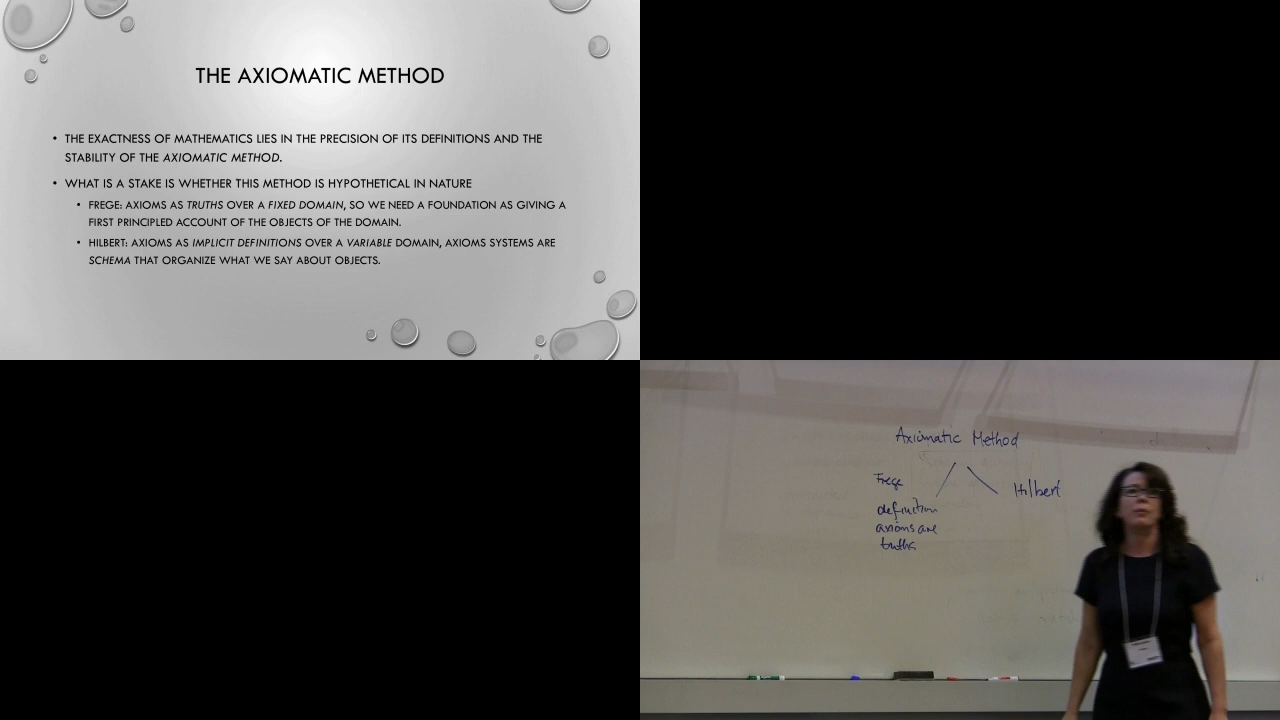 THE AXIOMATIC METHOD
• THE EXACTNESS OF MATHEMATICS LIES IN THE PRECISION OF ITS DEFINITIONS AND THE
STABILITY OF THE AXIOMATIC METHOD.
• WHAT IS A STAKE IS WHETHER THIS METHOD IS HYPOTHETICAL IN NATURE
• FREGE: AXIOMS AS TRUTHS OVER A FIXED DOMAIN, SO WE NEED A FOUNDATION AS GIVING A
FIRST PRINCIPLED ACCOUNT OF THE OBJECTS OF THE DOMAIN.
• HILBERT: AXIOMS AS IMPLICIT DEFINITIONS OVER A VARIABLE DOMAIN, AXIOMS SYSTEMS ARE
SCHEMA THAT ORGANIZE WHAT WE SAY ABOUT OBJECTS.
Axiomatic Method
Frege
Hilbert
definition
axioms are
truths